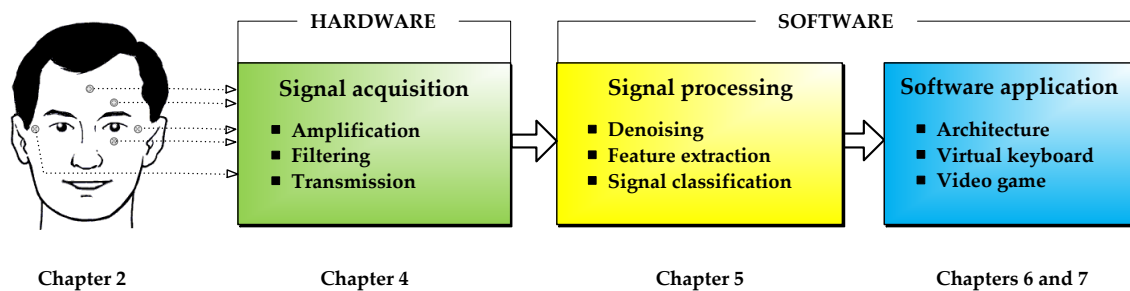 HARDWARE
SOFTWARE
Signal acquisition
■ Amplification
■ Filtering
■ Transmission
Signal processing
■ Denoising
■ Feature extraction
■ Signal classification
Software application
■ Architecture
■ Virtual keyboard
■ Video game
Chapter 2
Chapter 4
Chapter 5
Chapters 6 and 7